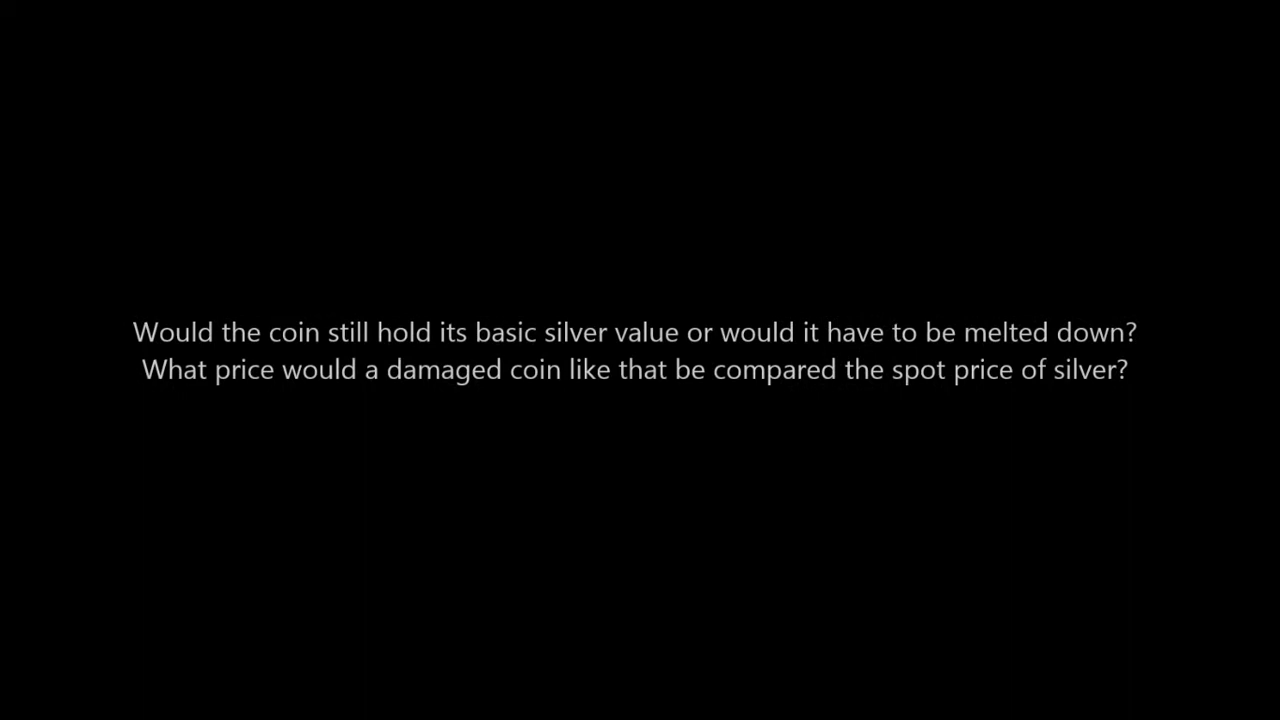 Would the coin still hold its basic silver value or would it have to be melted down?
What price would a damaged coin like that be compared the spot price of silver?